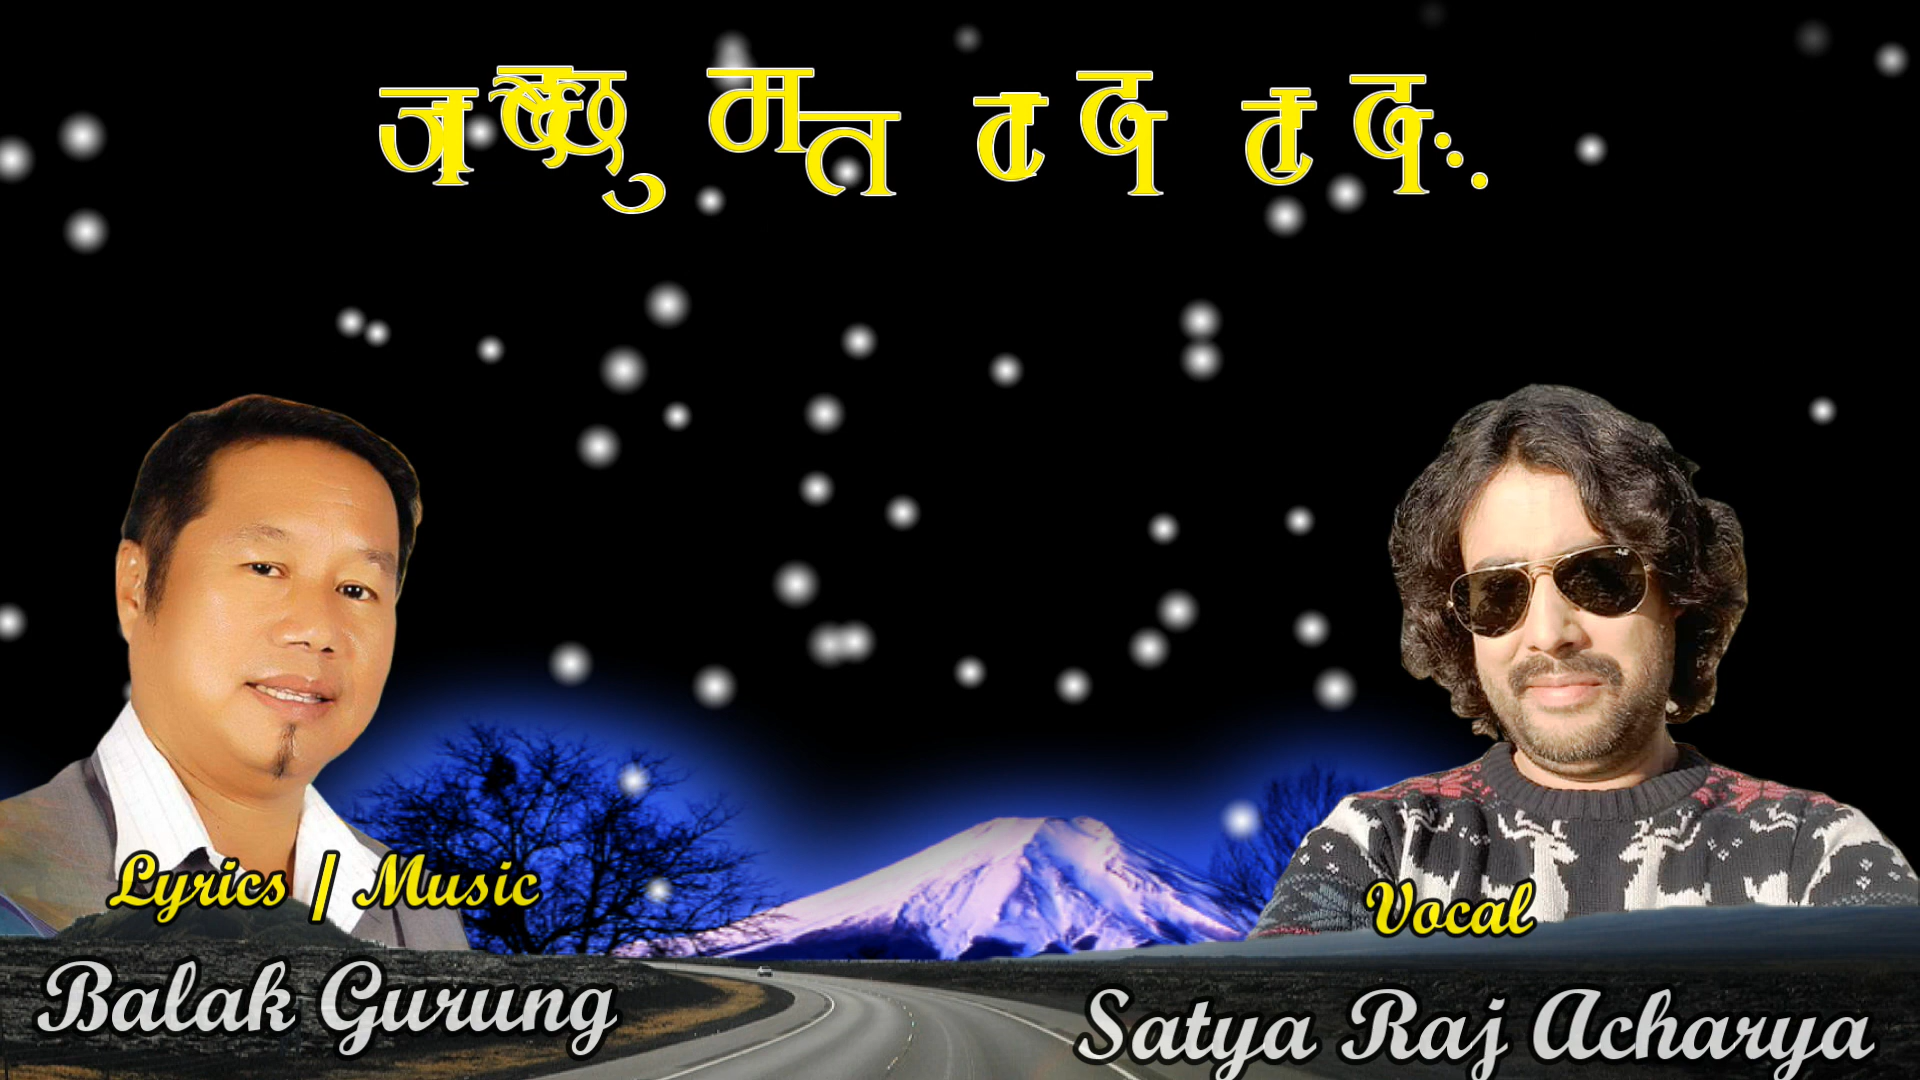 जान्छु म त टाढा टाढा..
Lyrics / Music
Balak Gurung
Vocal
Satya Raj Acharya